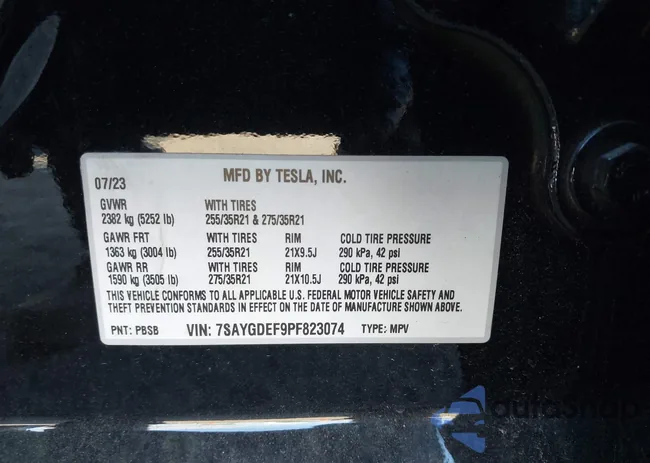 07/23 MFD BY TESLA, INC.
GVWR WITH TIRES
2382 kg (5252 lb) 255/35R21 & 275/35R21
GAWR FRT WITH TIRES RIM COLD TIRE PRESSURE
1363 kg (3004 lb) 255/35R21 21X9.5J 290 kPa, 42 psi
GAWR RR WITH TIRES RIM COLD TIRE PRESSURE
1590 kg (3505 lb) 275/35R21 21X10.5J 290 kPa, 42 psi
THIS VEHICLE CONFORMS TO ALL APPLICABLE U.S. FEDERAL MOTOR VEHICLE SAFETY AND
THEFT PREVENTION STANDARDS IN EFFECT ON THE DATE OF MANUFACTURE SHOWN ABOVE.
PNT: PBSB VIN: 7SAYGDEF9PF823074 TYPE: MPV
autoSnap